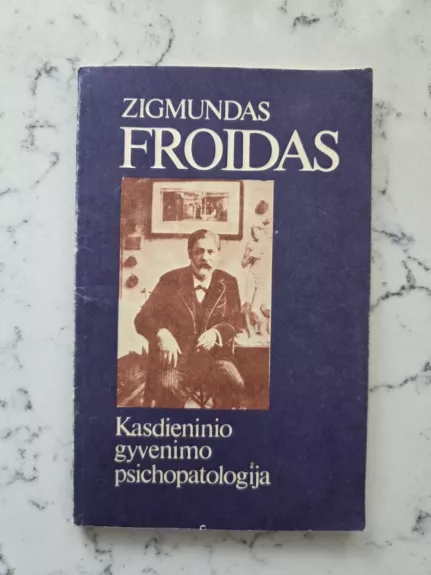 ZIGMUNDAS
FROIDAS
Kasdieninio
gyvenimo
psichopatologija